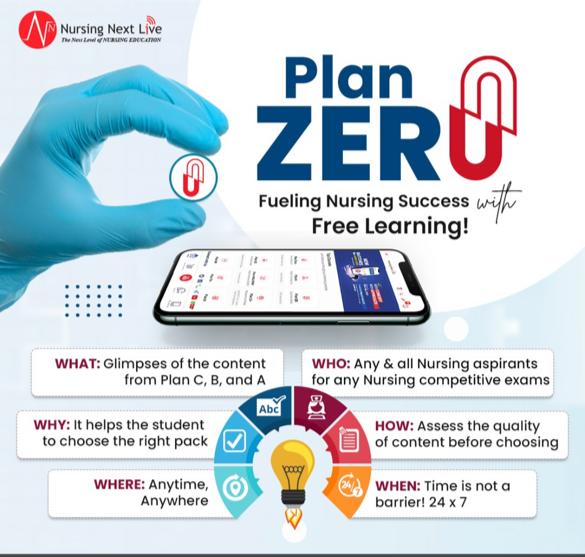 Nursing Next Live
The Next Level of NURSING EDUCATION
Plan
ZERO
Fueling Nursing Success with
Free Learning!
WHAT: Glimpses of the content
from Plan C, B, and A
WHO: Any & all Nursing aspirants
for any Nursing competitive exams
Abc
WHY: It helps the student
to choose the right pack
HOW: Assess the quality
of content before choosing
WHERE: Anytime,
Anywhere
24/7
WHEN: Time is not a
barrier! 24 x 7